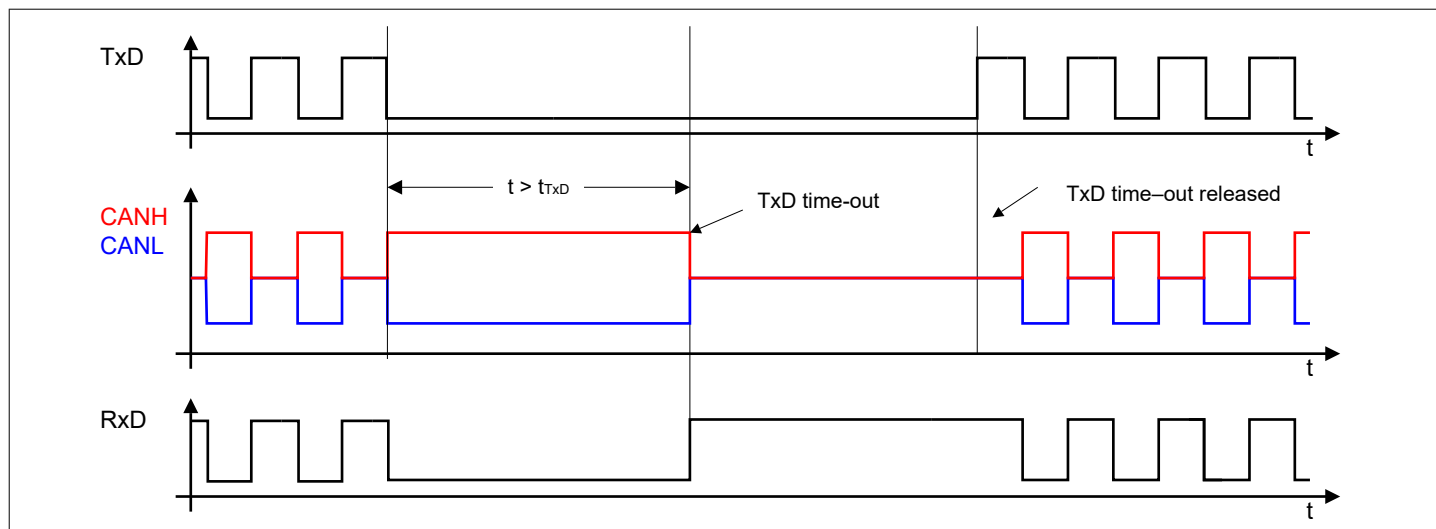 TxD
t
t > tTxD
TxD time-out
TxD time–out released
CANH
CANL
t
RxD
t